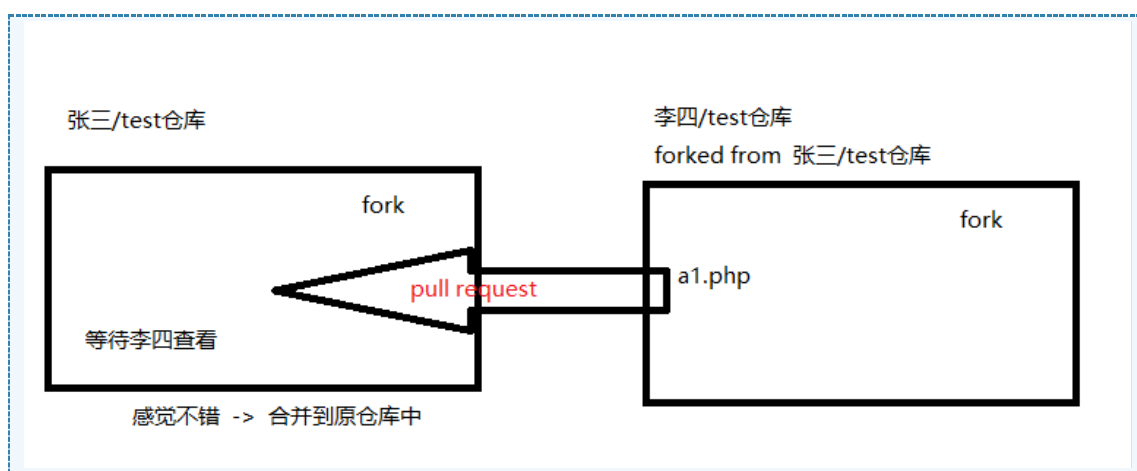 张三/test仓库
fork
pull request
等待李四查看
感觉不错 -> 合并到原仓库中
李四/test仓库
forked from 张三/test仓库
fork
a1.php